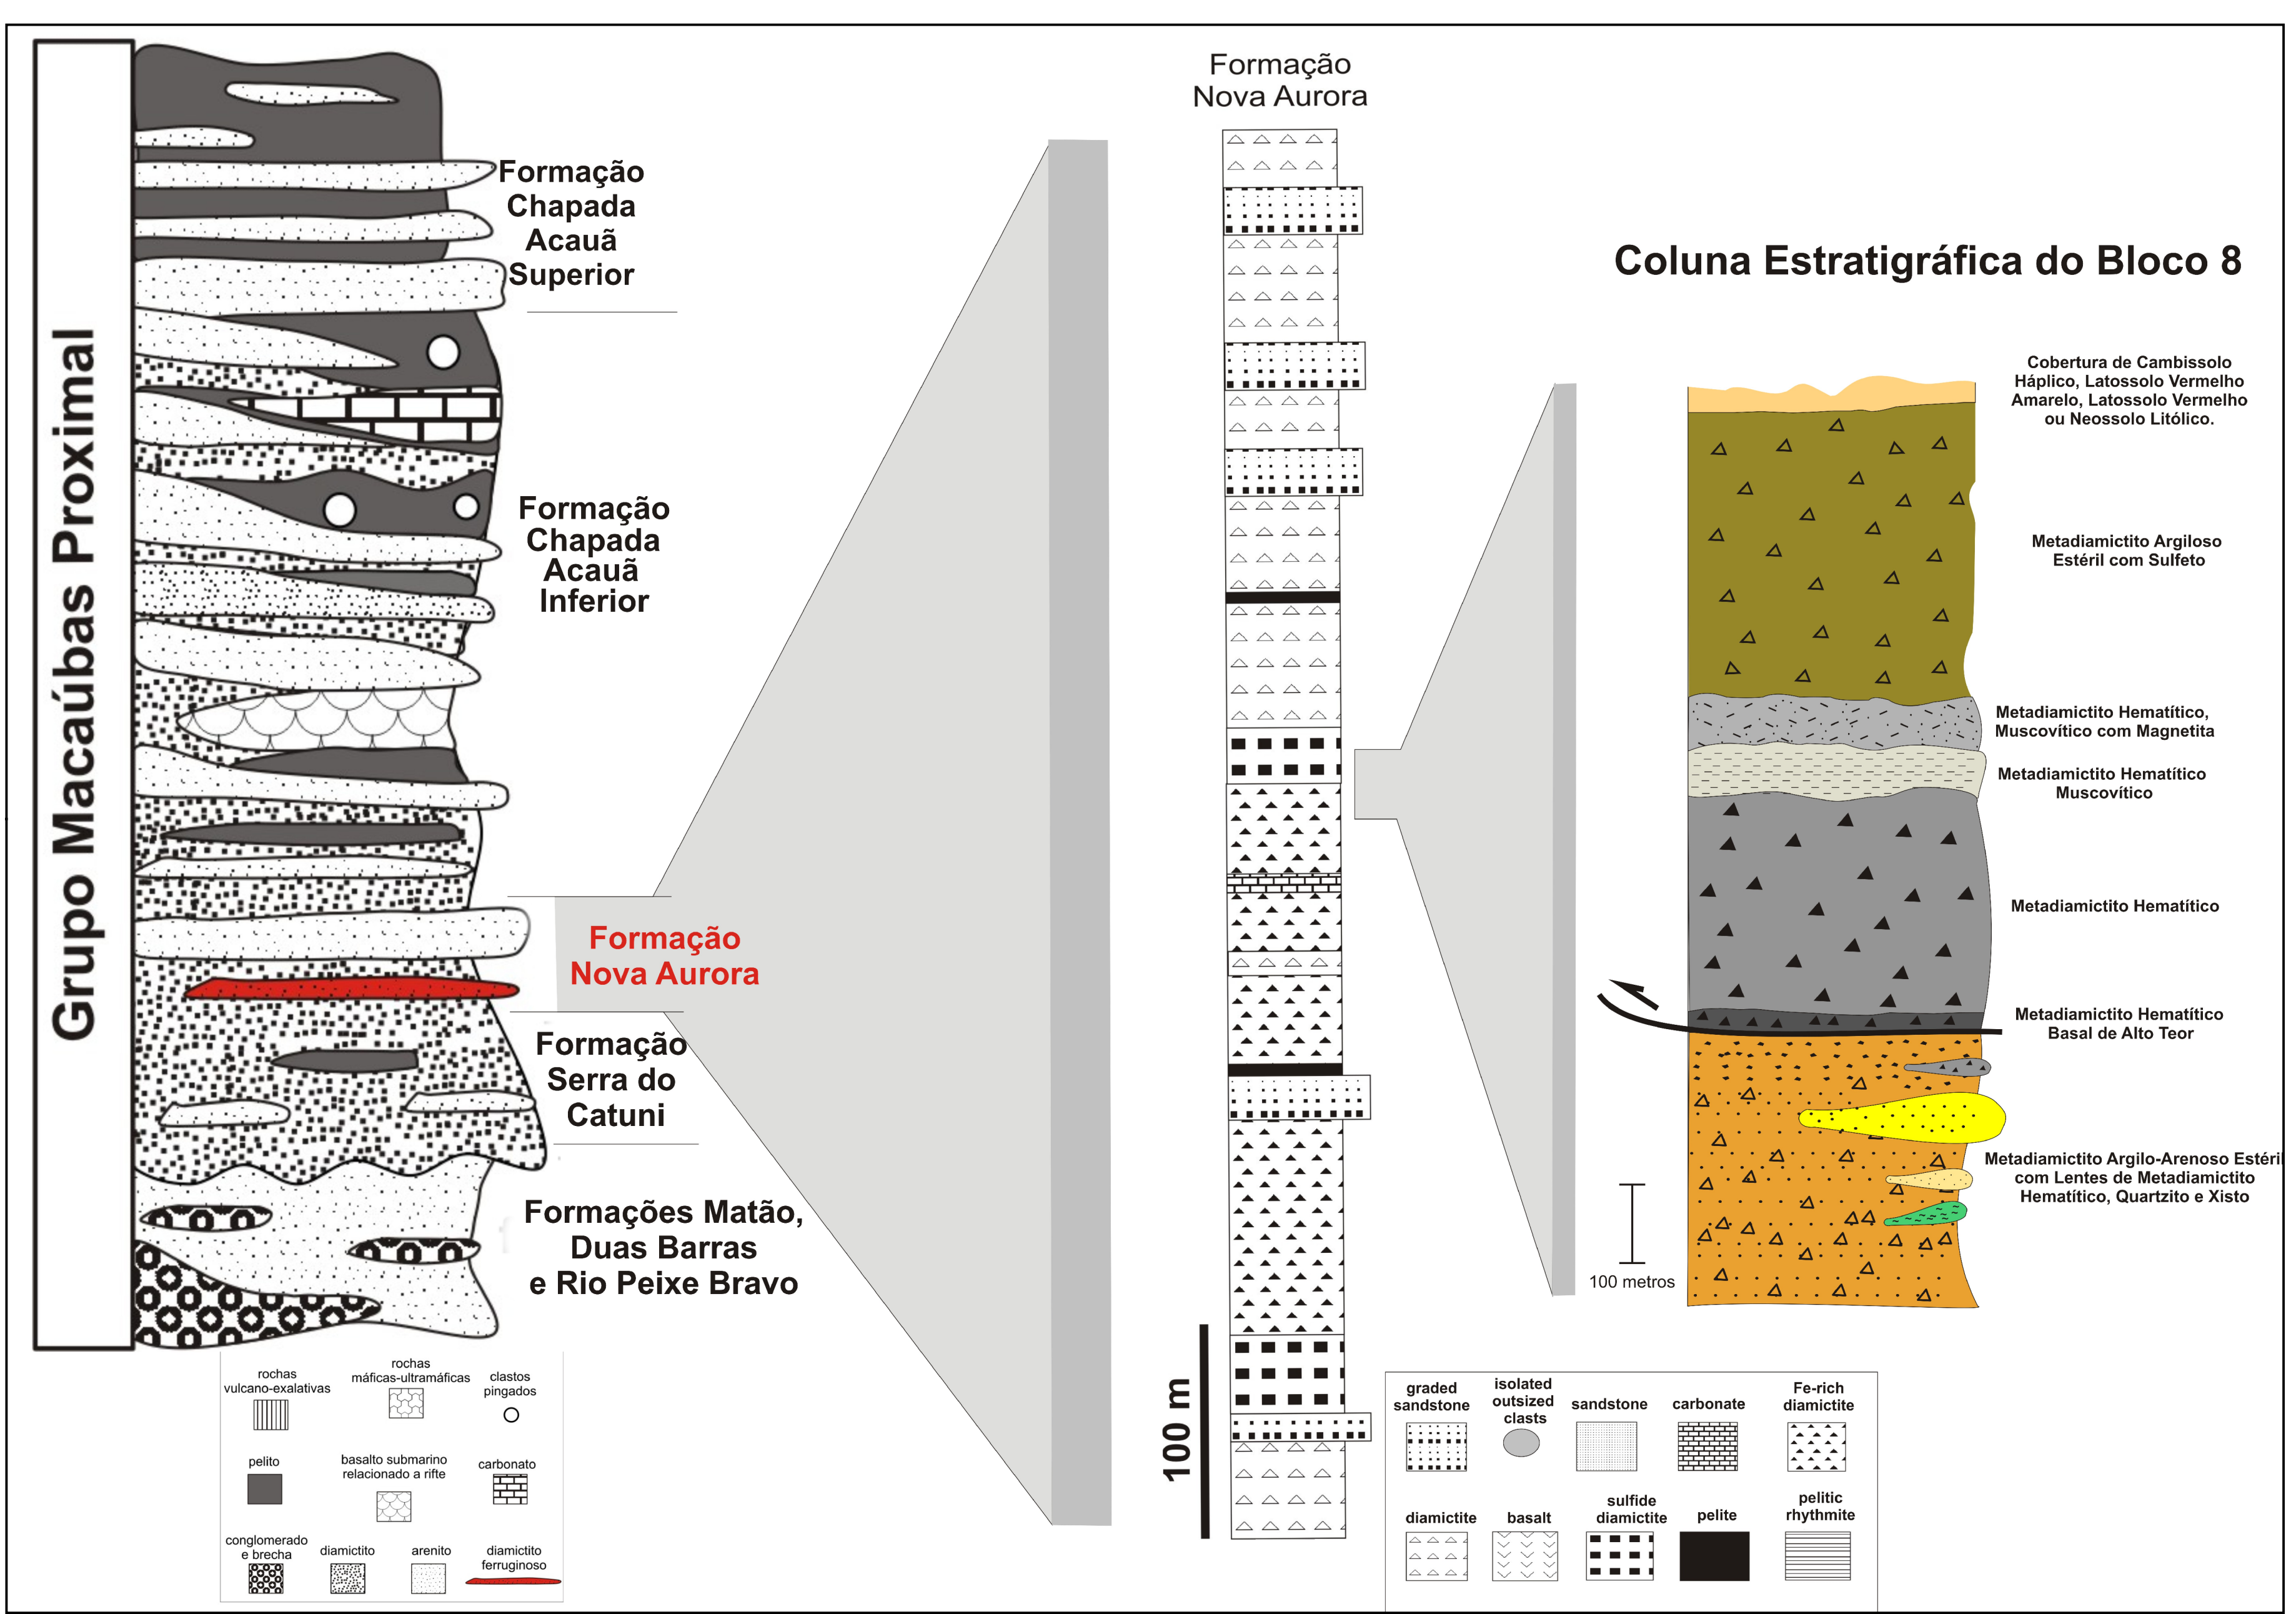 Grupo Macaúbas Proximal
Formação
Chapada
Acauã
Superior
Formação
Chapada
Acauã
Inferior
Formação
Nova Aurora
Formação
Serra do
Catuni
Formações Matão,
Duas Barras
e Rio Peixe Bravo
rochas
vulcano-exalativas
rochas
máficas-ultramáficas
clastos
pingados
pelito
basalto submarino
relacionado a rifte
carbonato
conglomerado
e brecha
diamictito
arenito
diamictito
ferruginoso
Formação
Nova Aurora
100 m
graded
sandstone
isolated
outsized
clasts
sandstone
carbonate
Fe-rich
diamictite
diamictite
basalt
sulfide
diamictite
pelite
pelitic
rhythmite
Coluna Estratigráfica do Bloco 8
Cobertura de Cambissolo
Háplico, Latossolo Vermelho
Amarelo, Latossolo Vermelho
ou Neossolo Litólico.
Metadiamictito Argiloso
Estéril com Sulfeto
Metadiamictito Hematítico,
Muscovítico com Magnetita
Metadiamictito Hematítico
Muscovítico
Metadiamictito Hematítico
Metadiamictito Hematítico
Basal de Alto Teor
Metadiamictito Argilo-Arenoso Estéril
com Lentes de Metadiamictito
Hematítico, Quartzito e Xisto
100 metros